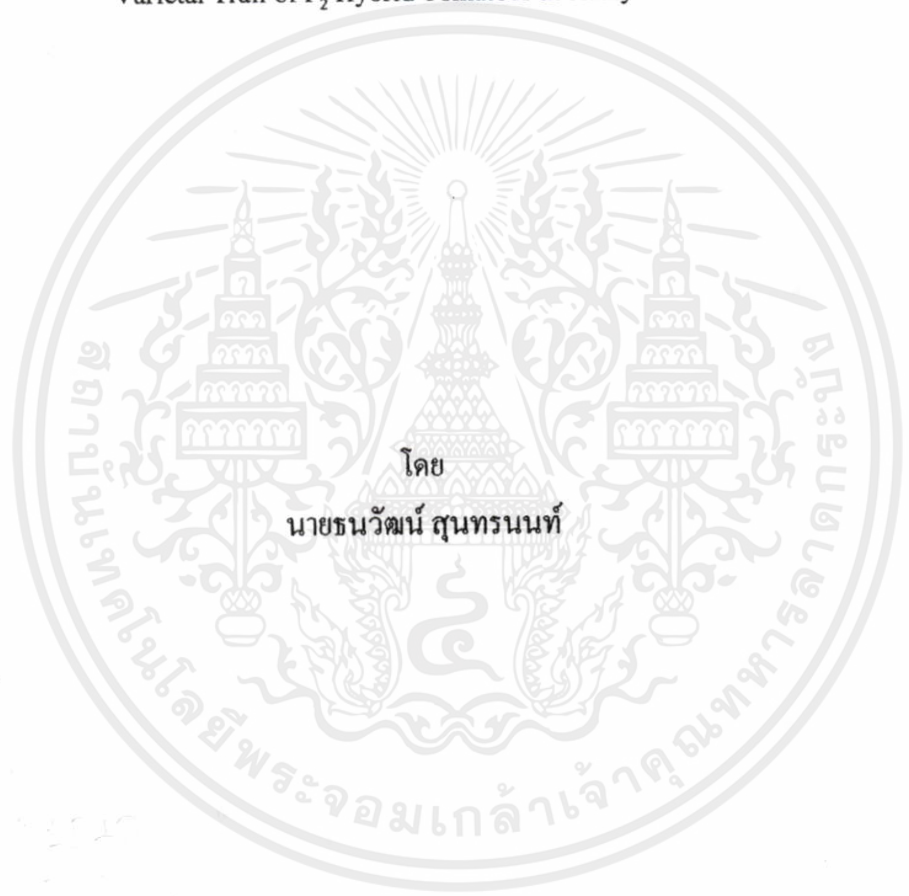 โดย
นายธนวัฒน์ สุนทรนนท์
สถาบันเทคโนโลยีพระจอมเกล้าเจ้าคุณทหารลาดกระบัง